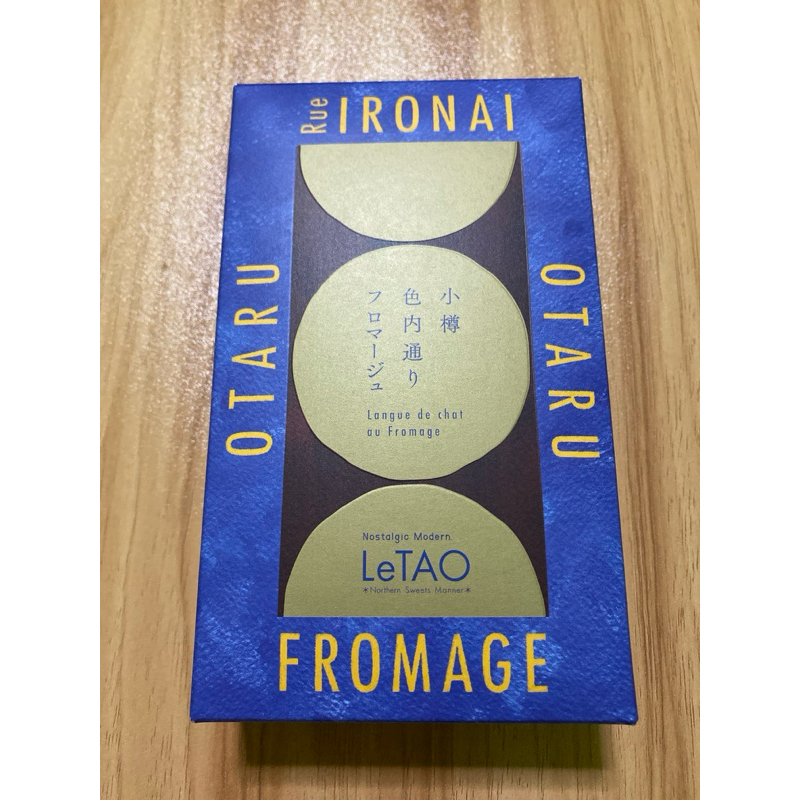 Rue IRONAI
OTARU
OTARU
小樽
色内通り
フロマージュ
Langue de chat
au Fromage
Nostalgic Modern
LeTAO
*Northern Sweets Manner*
FROMAGE